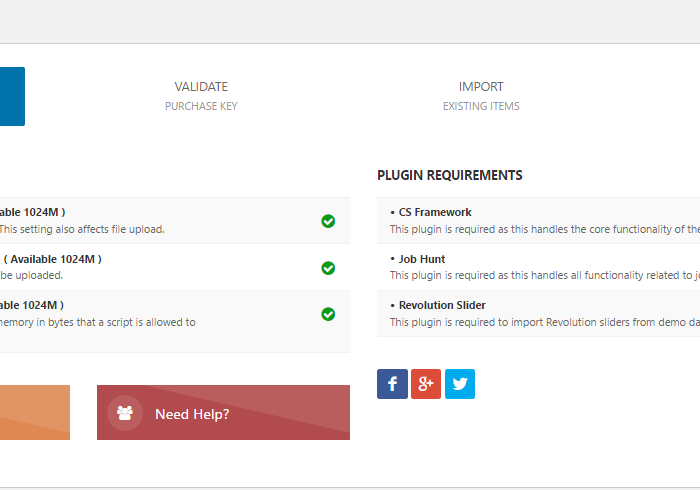 VALIDATE
PURCHASE KEY
IMPORT
EXISTING ITEMS
able 1024M )
This setting also affects file upload.
( Available 1024M )
be uploaded.
able 1024M )
memory in bytes that a script is allowed to
Need Help?
PLUGIN REQUIREMENTS
• CS Framework
This plugin is required as this handles the core functionality of the
• Job Hunt
This plugin is required as this handles all functionality related to j
• Revolution Slider
This plugin is required to import Revolution sliders from demo da